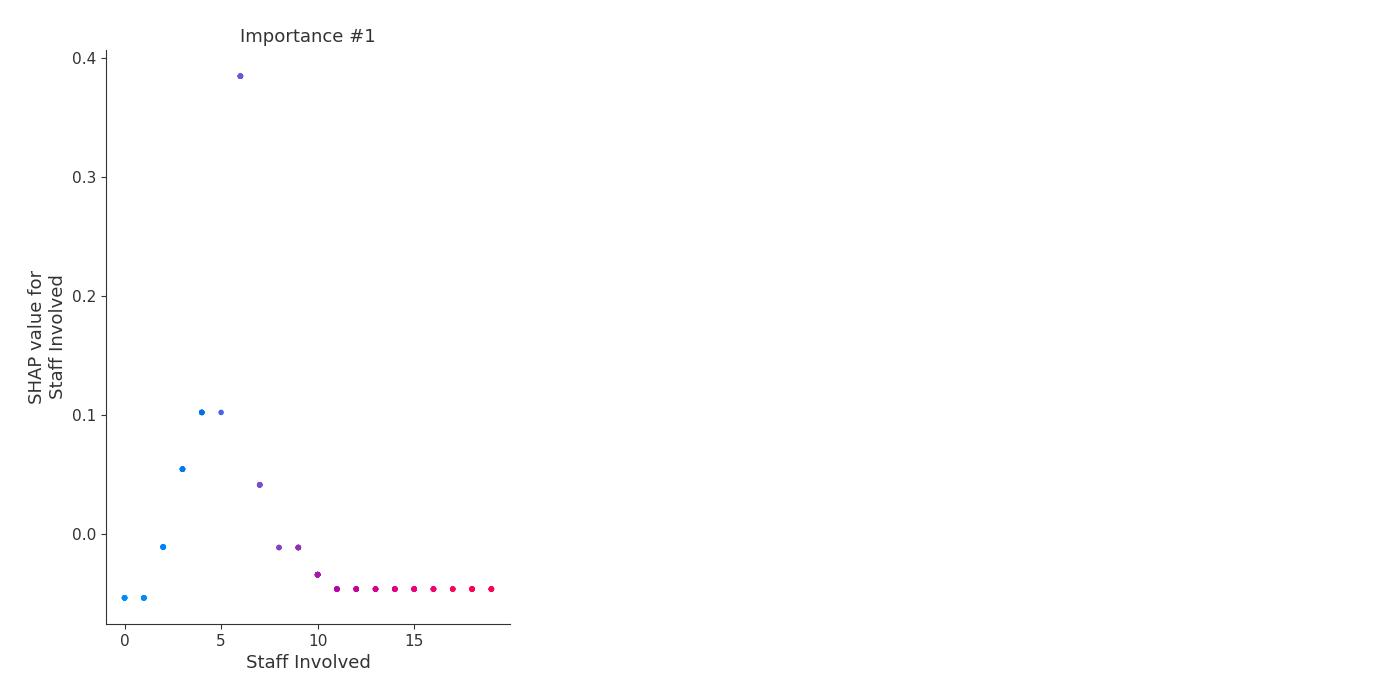 Importance #1
0.4
0.3
0.2
0.1
0.0
SHAP value for
Staff Involved
0 5 10 15
Staff Involved